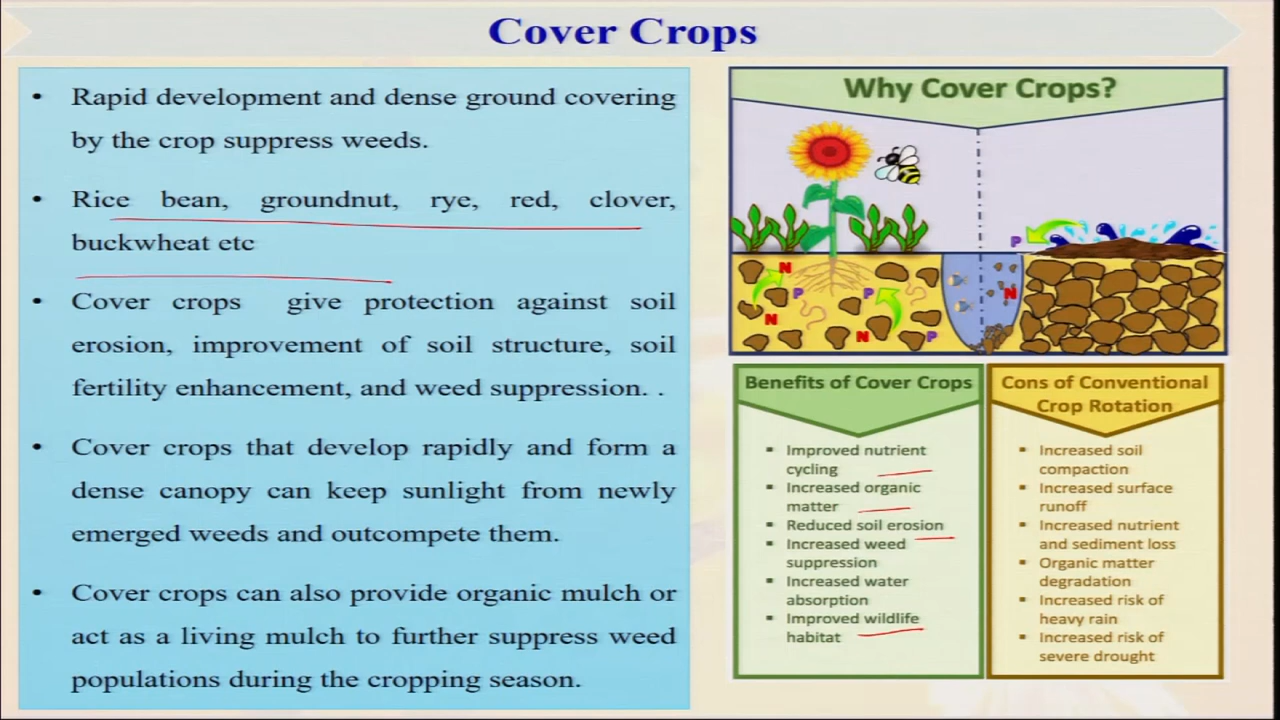 Cover Crops
• Rapid development and dense ground covering
by the crop suppress weeds.
• Rice bean, groundnut, rye, red, clover,
buckwheat etc
• Cover crops give protection against soil
erosion, improvement of soil structure, soil
fertility enhancement, and weed suppression. .
• Cover crops that develop rapidly and form a
dense canopy can keep sunlight from newly
emerged weeds and outcompete them.
• Cover crops can also provide organic mulch or
act as a living mulch to further suppress weed
populations during the cropping season.
Why Cover Crops?
P
N
P
P
N
N
N
P
Benefits of Cover Crops
▪ Improved nutrient
cycling
▪ Increased organic
matter
▪ Reduced soil erosion
▪ Increased weed
suppression
▪ Increased water
absorption
▪ Improved wildlife
habitat
Cons of Conventional
Crop Rotation
▪ Increased soil
compaction
▪ Increased surface
runoff
▪ Increased nutrient
and sediment loss
▪ Organic matter
degradation
▪ Increased risk of
heavy rain
▪ Increased risk of
severe drought